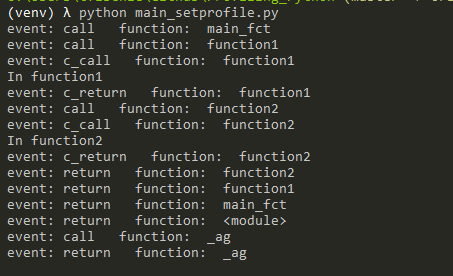 (venv) λ python main_setprofile.py
event: call   function:  main_fct
event: call   function:  function1
event: c_call   function:  function1
In function1
event: c_return   function:  function1
event: call   function:  function2
event: c_call   function:  function2
In function2
event: c_return   function:  function2
event: return   function:  function2
event: return   function:  function1
event: return   function:  main_fct
event: return   function:  <module>
event: call   function:  _ag
event: return   function:  _ag